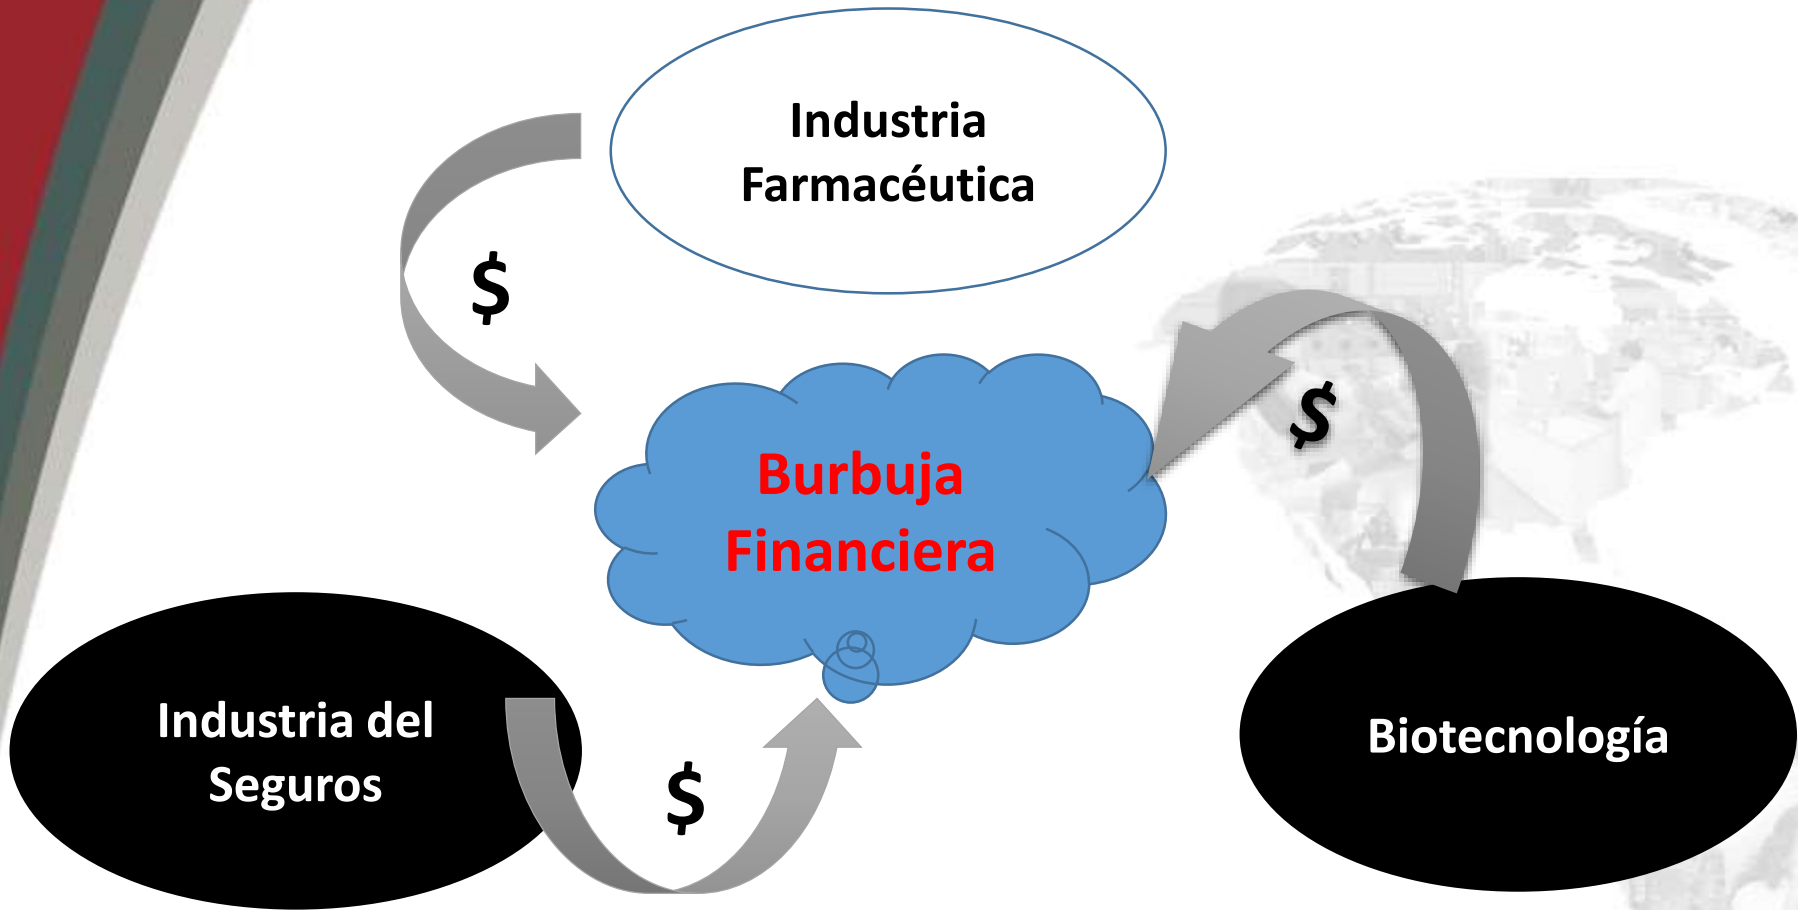 Industria
Farmacéutica
$
$
Burbuja
Financiera
Industria del
Seguros
$
Biotecnología